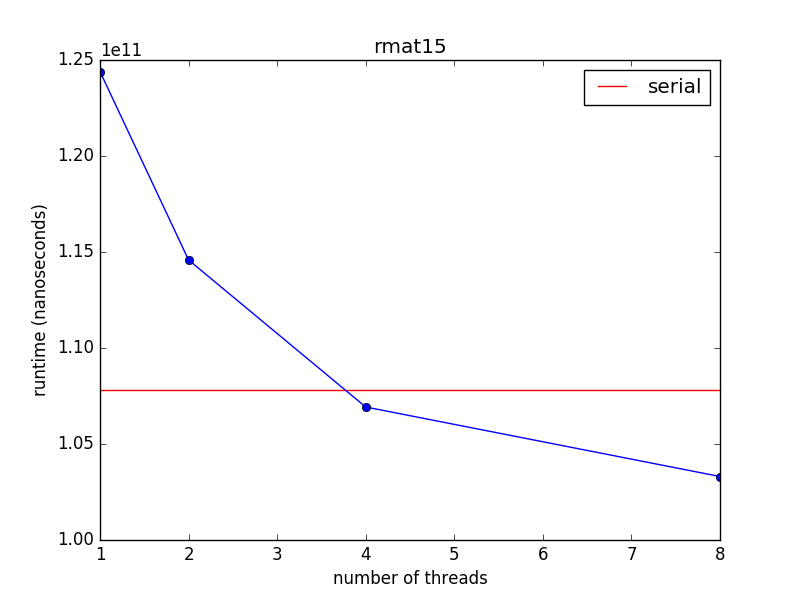 rmat15
1e11
serial
1.25
1.20
1.15
1.10
1.05
1.00
runtime (nanoseconds)
1 2 3 4 5 6 7 8
number of threads